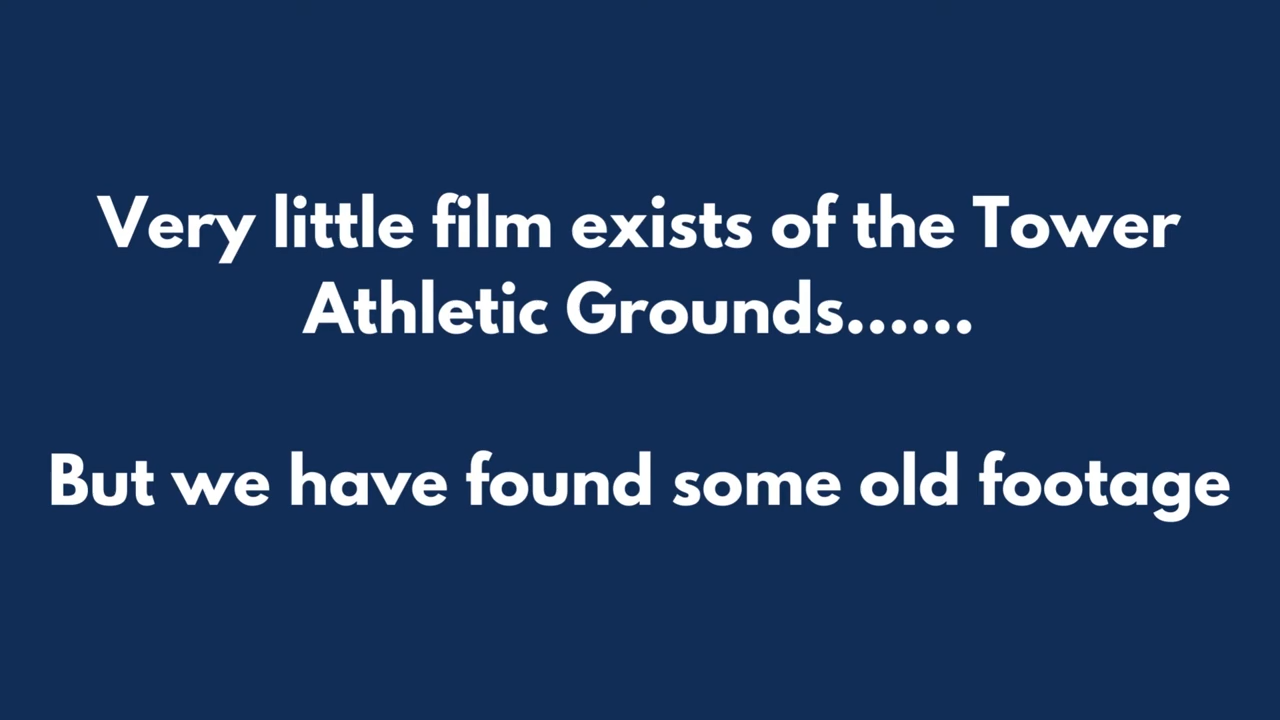 Very little film exists of the Tower
Athletic Grounds......
But we have found some old footage